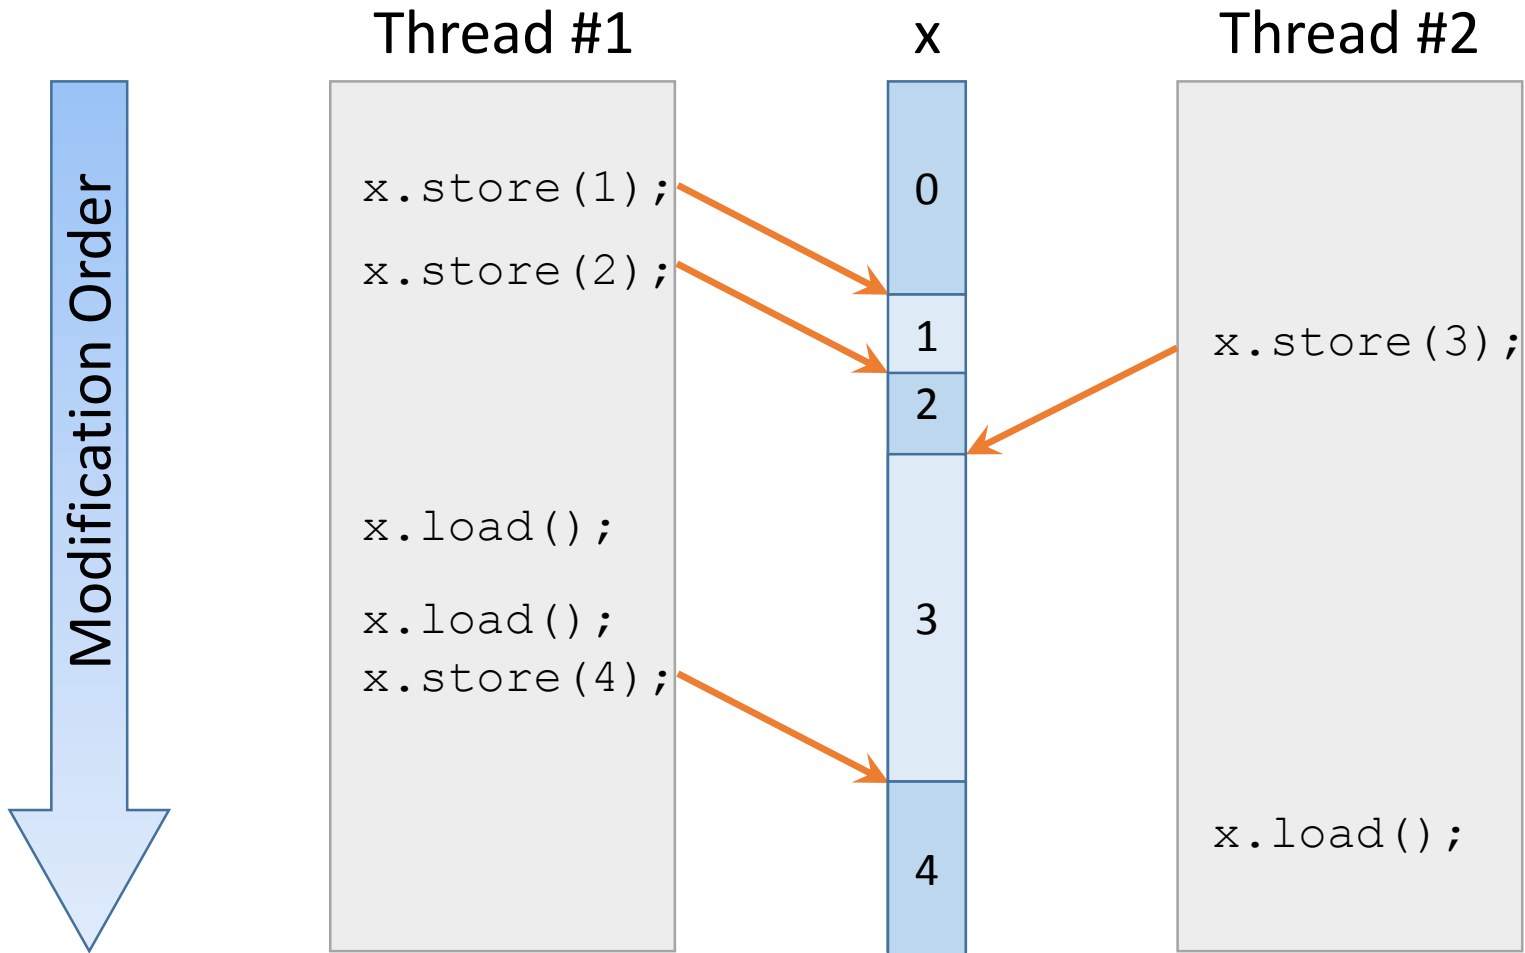 Thread #1
x
Thread #2
Modification Order
x.store(1);
x.store(2);
x.load();
x.load();
x.store(4);
0
1
2
3
4
x.store(3);
x.load();